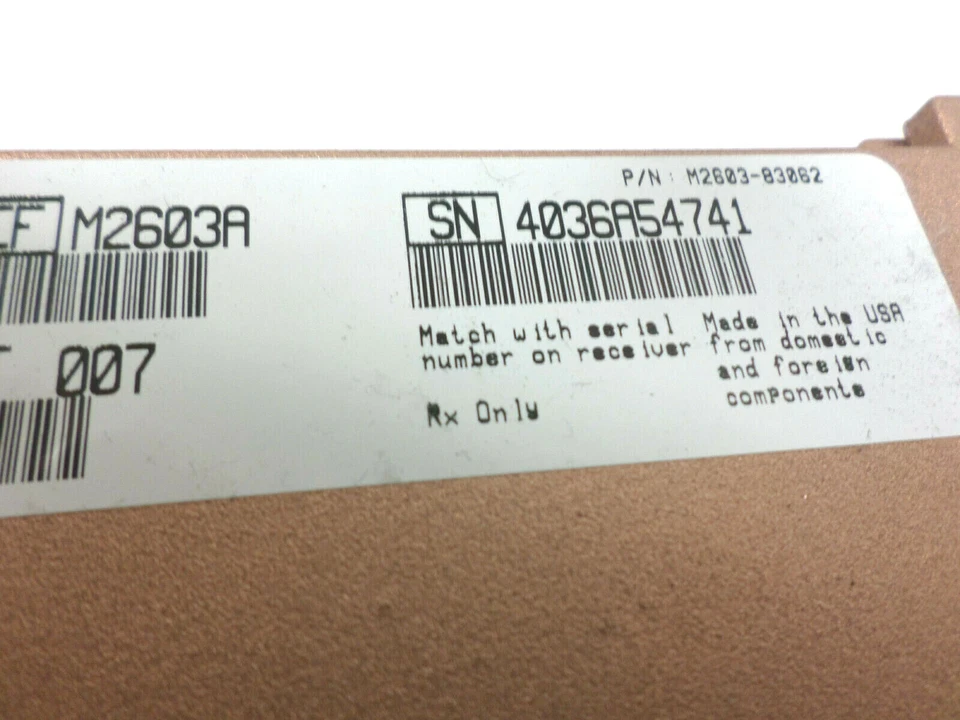 P/N: M2603-83062
EF M2603A
SN 4036A54741
T 007
Match with serial
number on receiver
Rx Only
Made in the USA
from domestic
and foreign
components